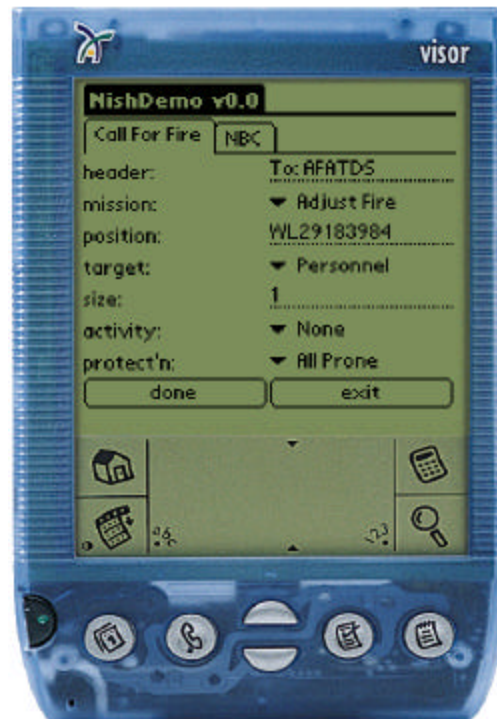 visor
NishDemo v0.0
Call For Fire NBC
header: To: AFATDS
mission: Adjust Fire
position: WL29183984
target: Personnel
size: 1
activity: None
protect'n: All Prone
done exit